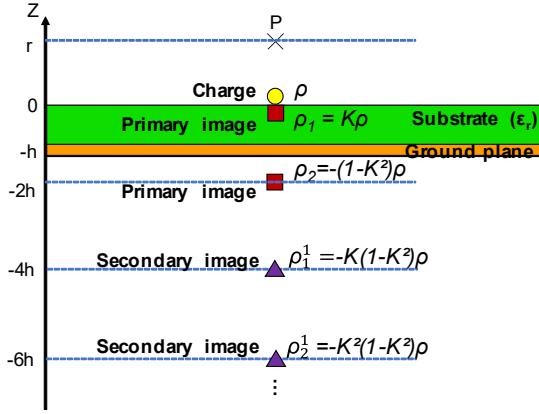 Z
P
r
Charge
ρ
0
Primary image
ρ₁ = Kρ
Substrate (ε_r)
-h
Ground plane
Primary image
ρ₂=-(1-K²)ρ
-2h
Secondary image
ρ₁¹ =-K(1-K²)ρ
-4h
Secondary image
ρ₂¹=-K²(1-K²)ρ
-6h
⋮